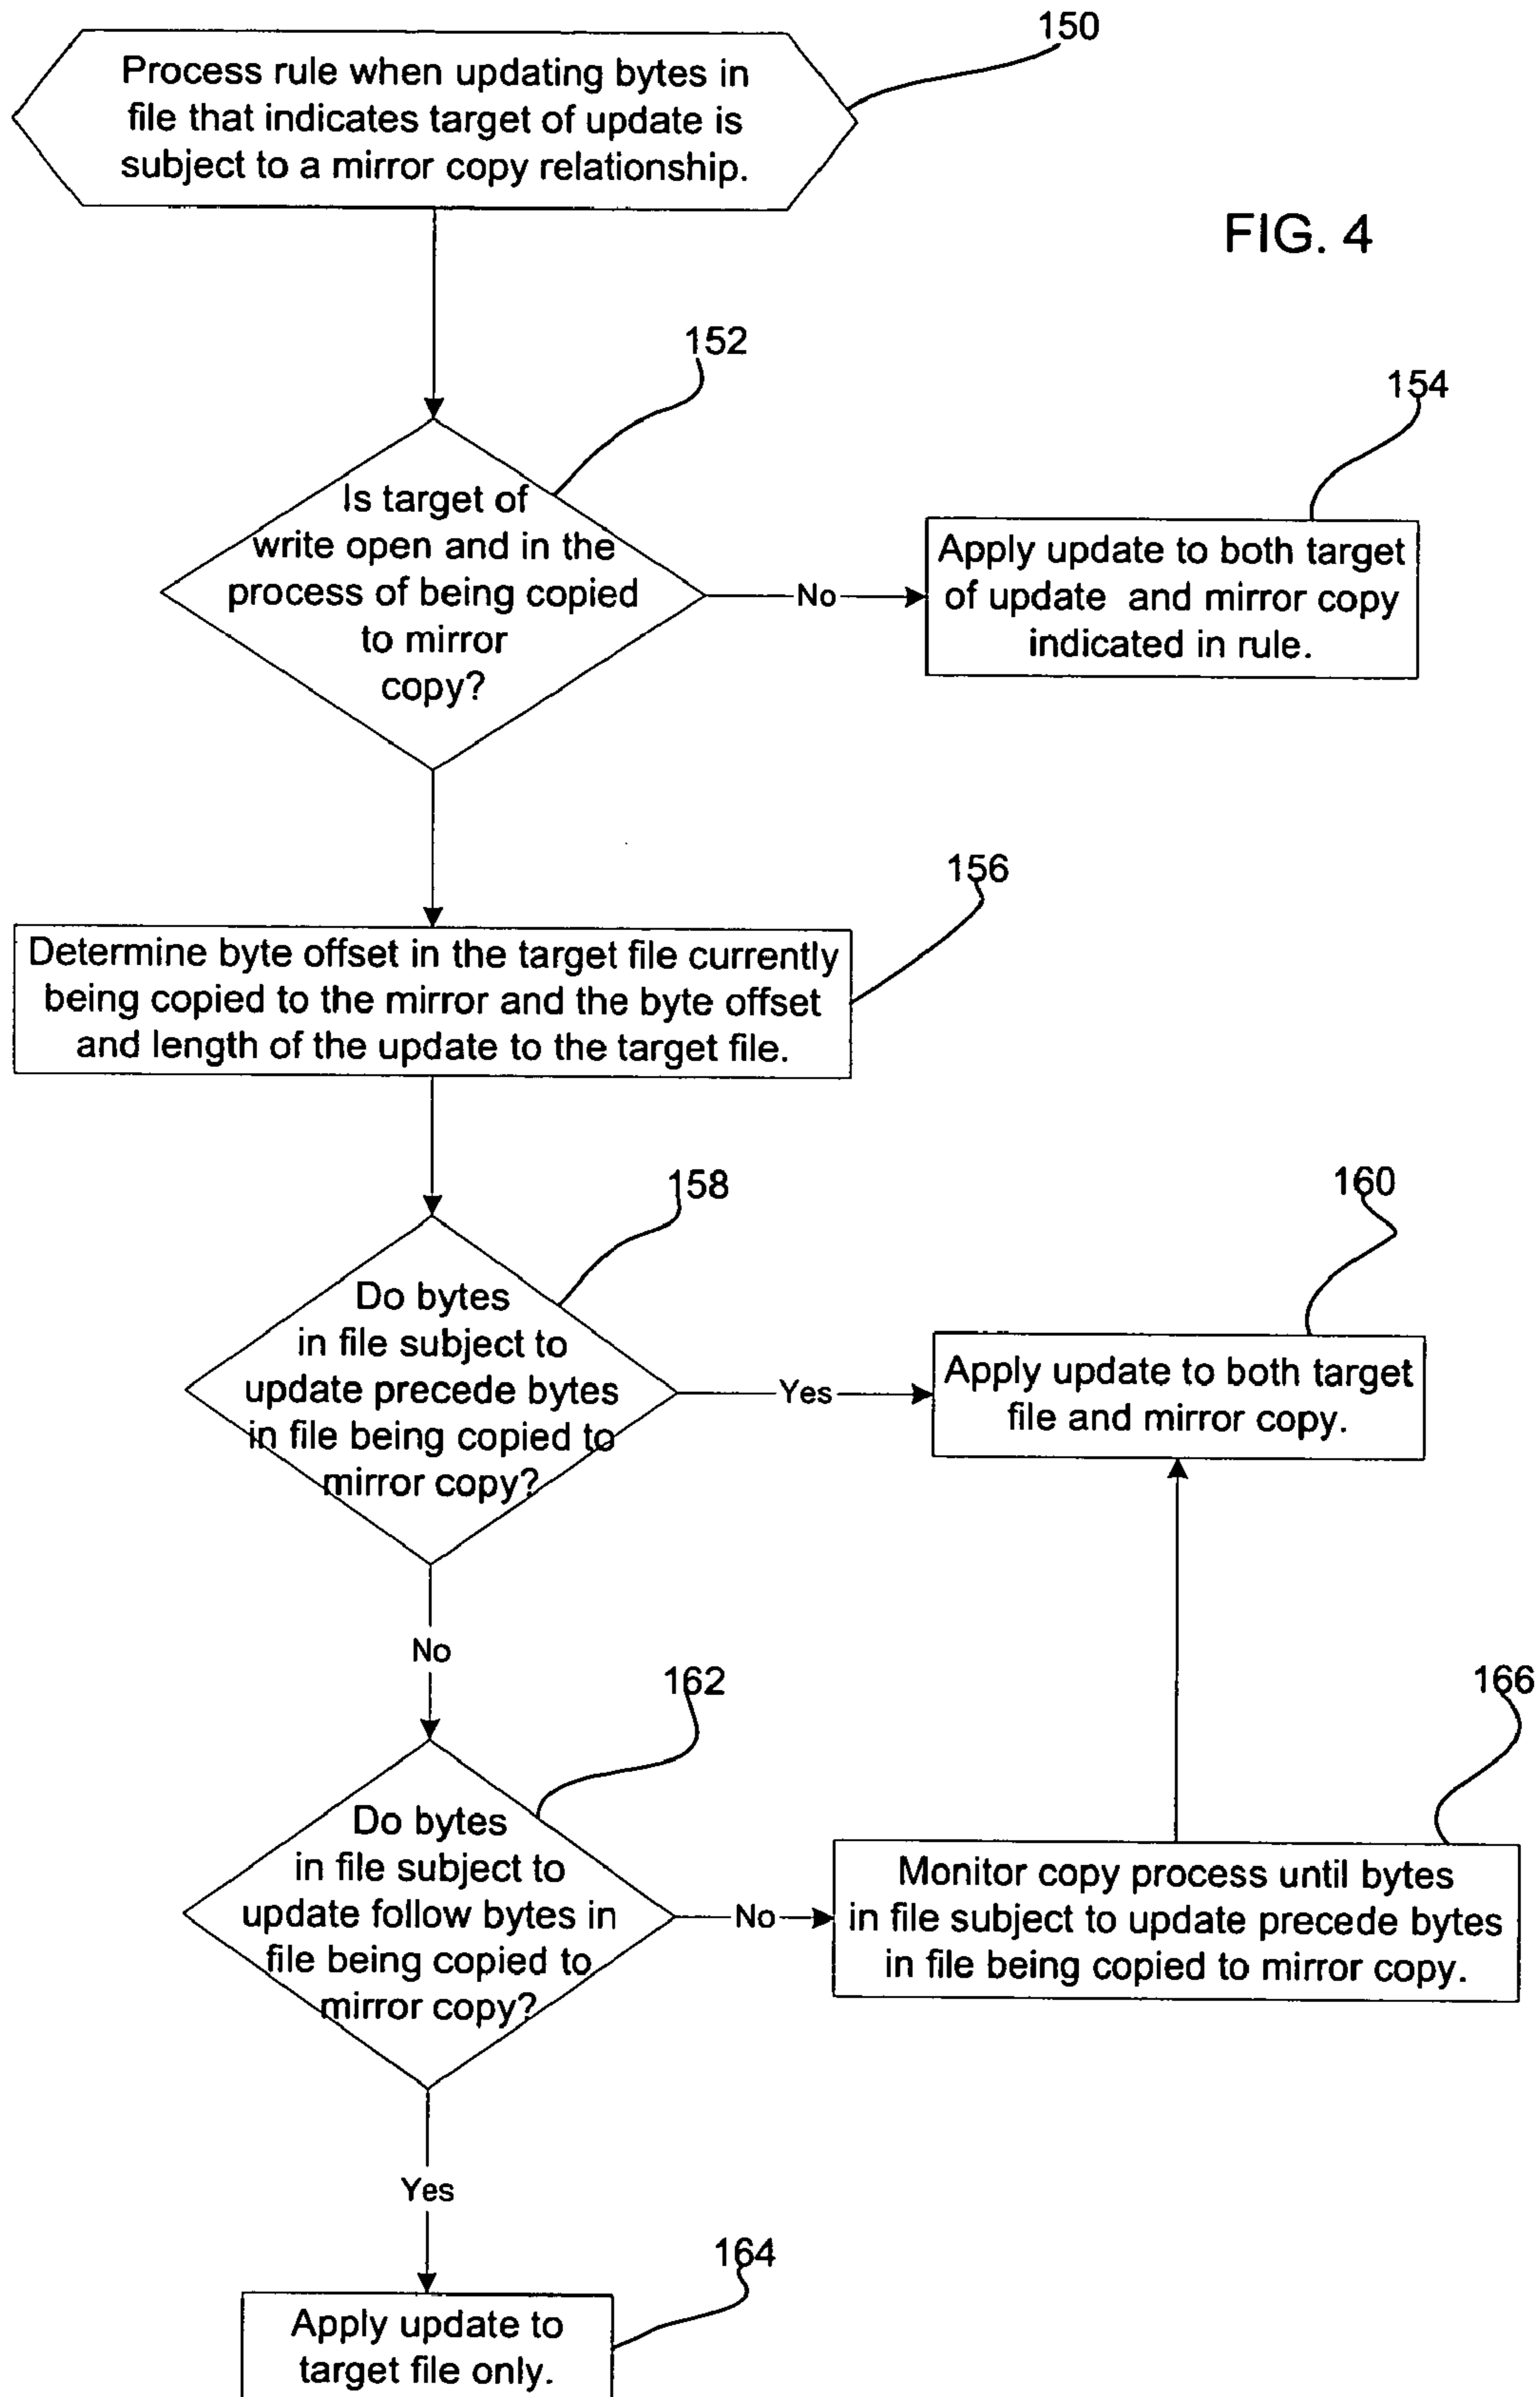 150
Process rule when updating bytes in
file that indicates target of update is
subject to a mirror copy relationship.
FIG. 4
152
Is target of
write open and in the
process of being copied
to mirror
copy?
No
154
Apply update to both target
of update and mirror copy
indicated in rule.
156
Determine byte offset in the target file currently
being copied to the mirror and the byte offset
and length of the update to the target file.
158
Do bytes
in file subject to
update precede bytes
in file being copied to
mirror copy?
Yes
160
Apply update to both target
file and mirror copy.
No
162
Do bytes
in file subject to
update follow bytes in
file being copied to
mirror copy?
No
166
Monitor copy process until bytes
in file subject to update precede bytes
in file being copied to mirror copy.
Yes
164
Apply update to
target file only.